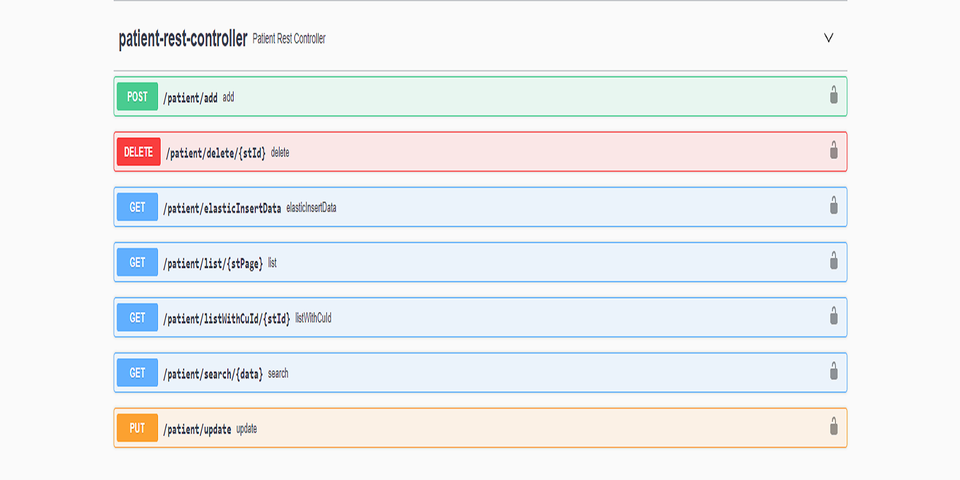 patient-rest-controller Patient Rest Controller
POST /patient/add add
DELETE /patient/delete/{stId} delete
GET /patient/elasticInsertData elasticInsertData
GET /patient/list/{stPage} list
GET /patient/listWithCuId/{stId} listWithCuId
GET /patient/search/{data} search
PUT /patient/update update